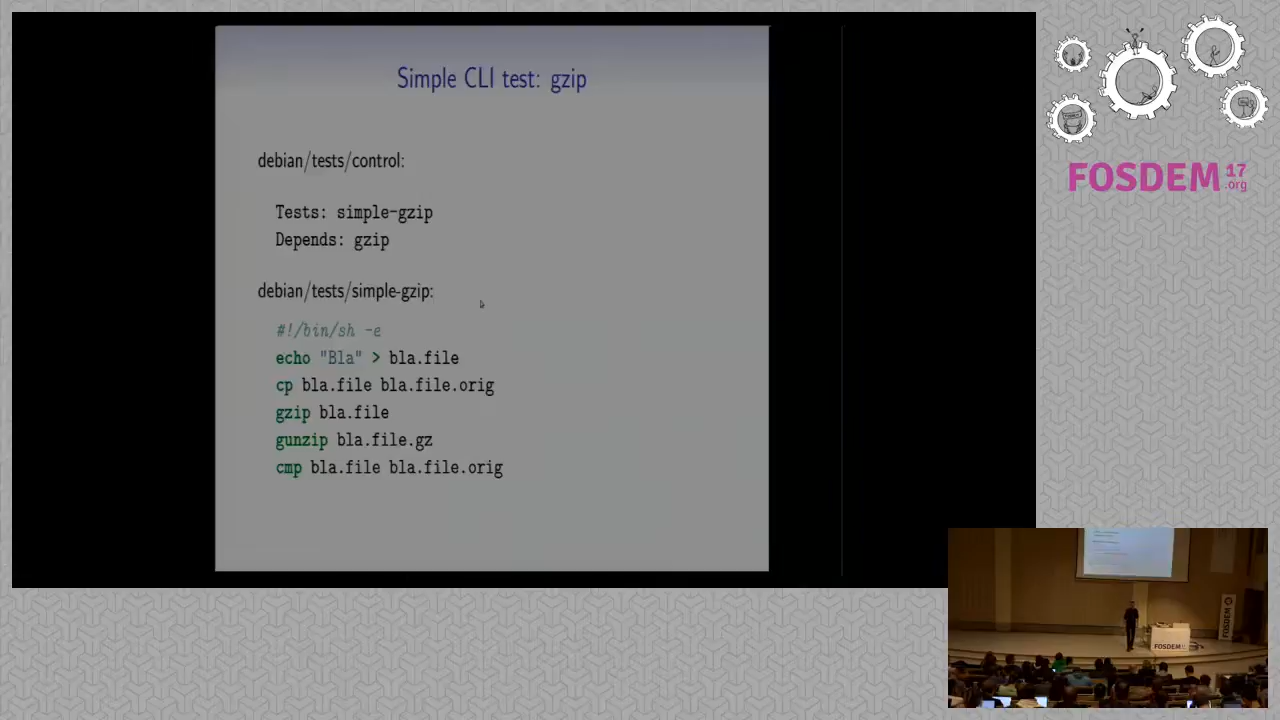 Simple CLI test: gzip
debian/tests/control:
Tests: simple-gzip
Depends: gzip
debian/tests/simple-gzip:
#!/bin/sh -e
echo "Bla" > bla.file
cp bla.file bla.file.orig
gzip bla.file
gunzip bla.file.gz
cmp bla.file bla.file.orig
FOSDEM 17
.org
FOSDEM
FOSDEM